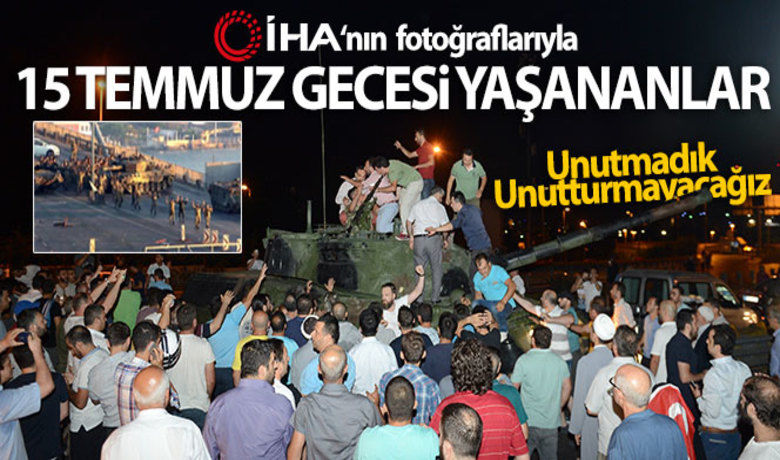 İHA'nın fotoğraflarıyla
15 TEMMUZ GECESİ YAŞANANLAR
Unutmadık
Unutturmayacağız